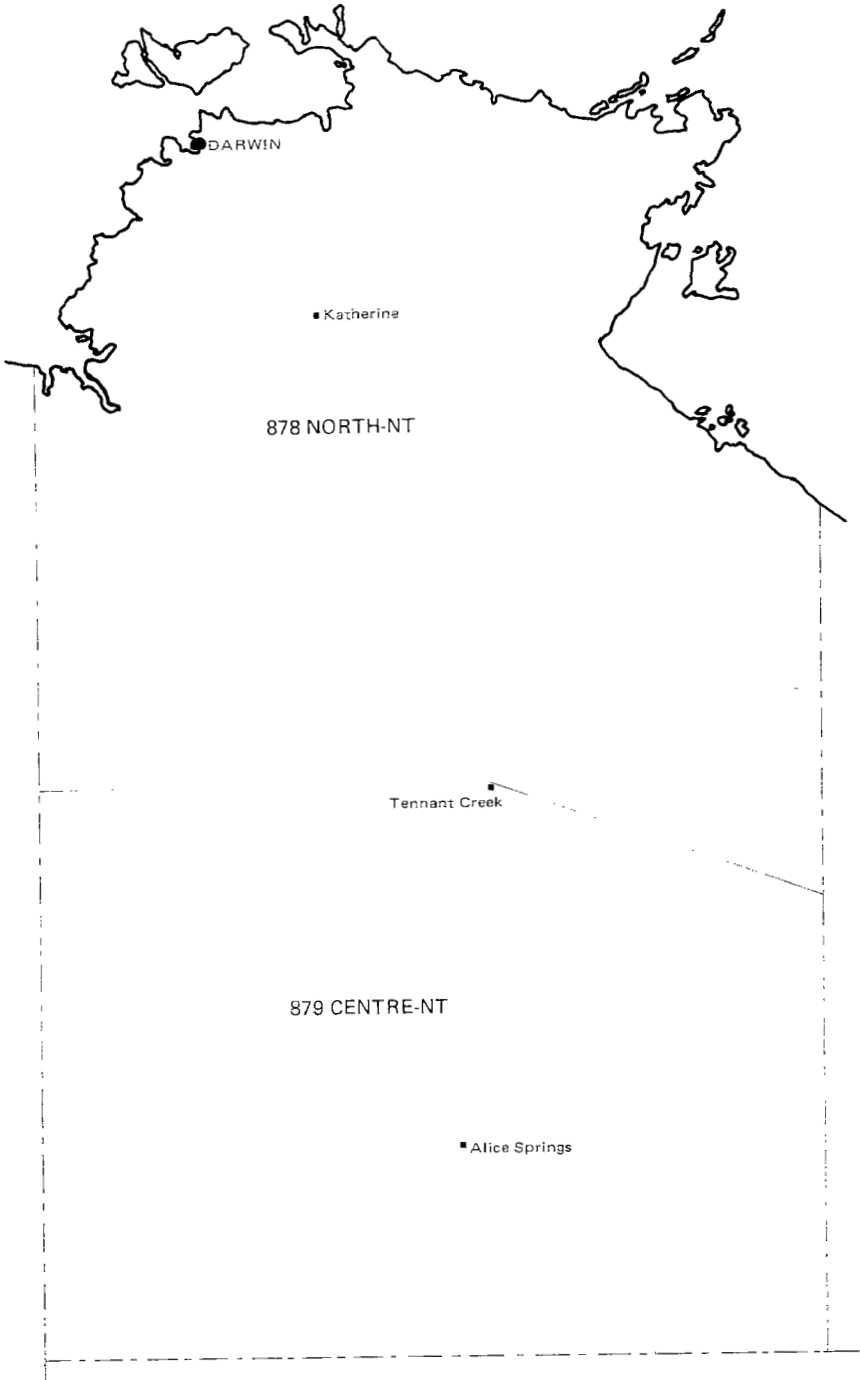 DARWIN
Katherine
878 NORTH-NT
Tennant Creek
879 CENTRE-NT
Alice Springs